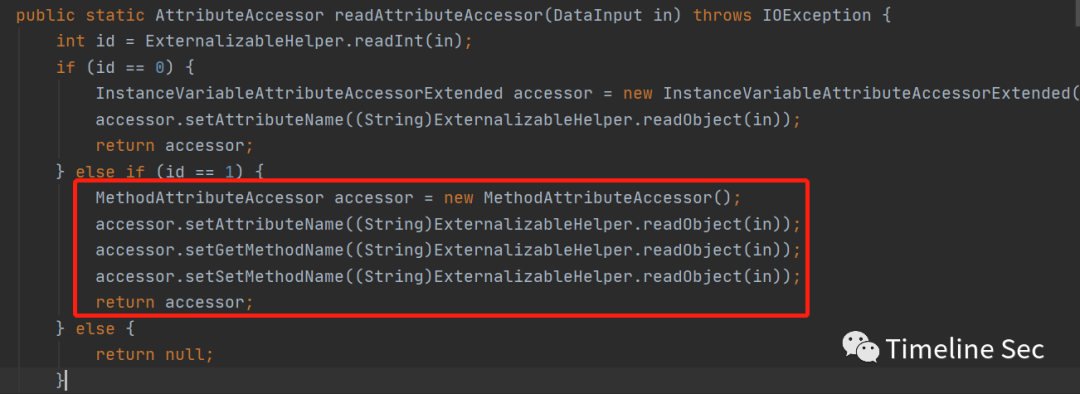 public static AttributeAccessor readAttributeAccessor(DataInput in) throws IOException {
    int id = ExternalizableHelper.readInt(in);
    if (id == 0) {
        InstanceVariableAttributeAccessorExtended accessor = new InstanceVariableAttributeAccessorExtended(
        accessor.setAttributeName((String)ExternalizableHelper.readObject(in));
        return accessor;
    } else if (id == 1) {
        MethodAttributeAccessor accessor = new MethodAttributeAccessor();
        accessor.setAttributeName((String)ExternalizableHelper.readObject(in));
        accessor.setGetMethodName((String)ExternalizableHelper.readObject(in));
        accessor.setSetMethodName((String)ExternalizableHelper.readObject(in));
        return accessor;
    } else {
        return null;
    }
Timeline Sec